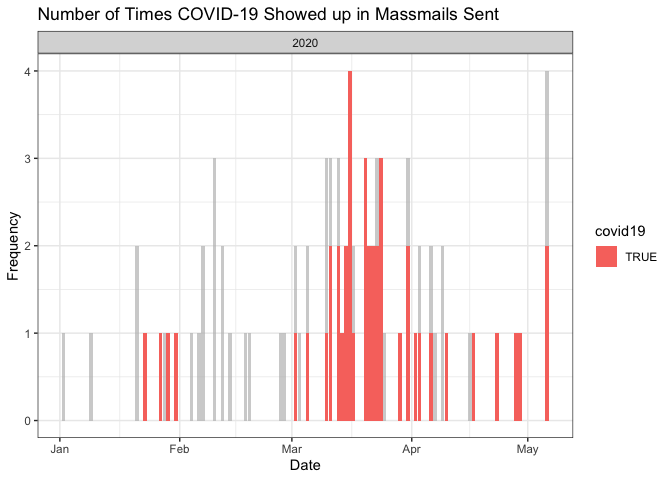 Number of Times COVID-19 Showed up in Massmails Sent
2020
4
3
2
1
0
Frequency
Jan Feb Mar Apr May
Date
covid19
TRUE